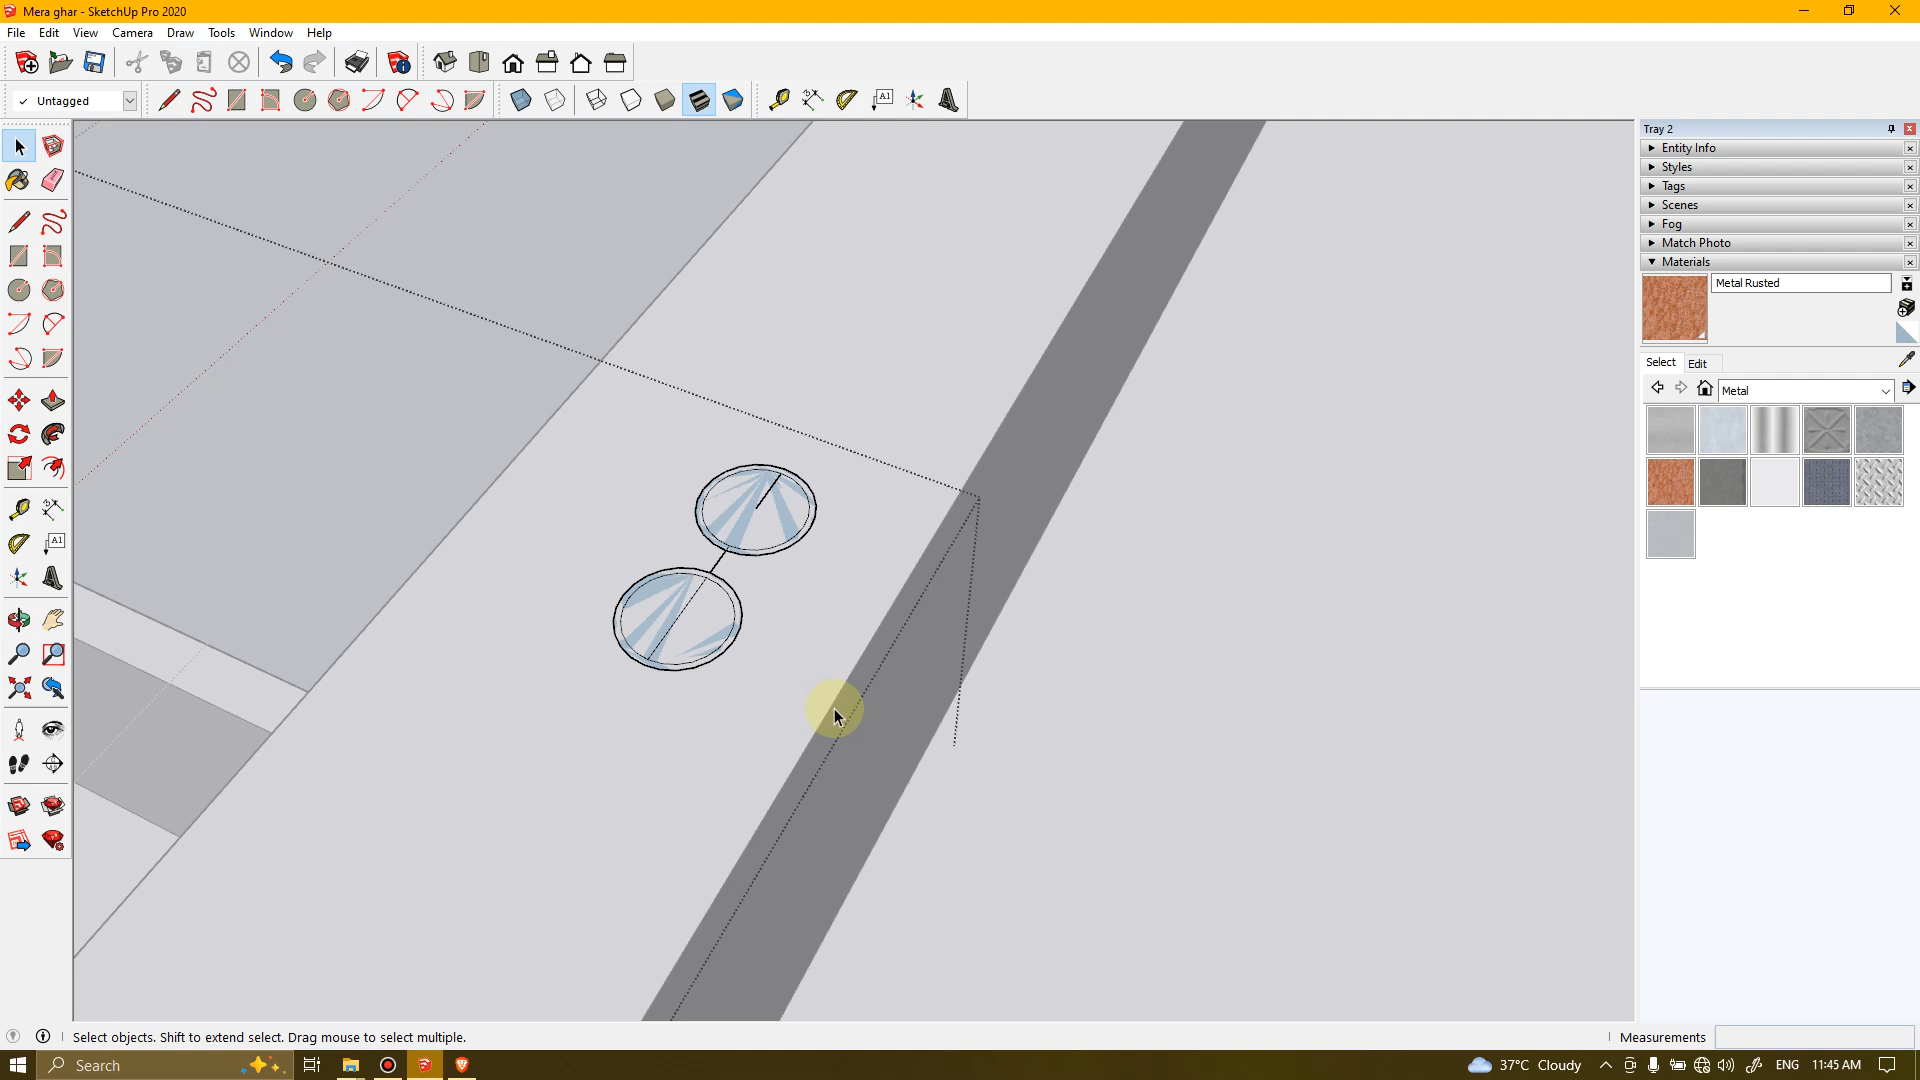 Mera ghar - SketchUp Pro 2020
File Edit View Camera Draw Tools Window Help
✓ Untagged
A1
A1
Tray 2
Entity Info
Styles
Tags
Scenes
Fog
Match Photo
Materials
Metal Rusted
Select Edit
Metal
Select objects. Shift to extend select. Drag mouse to select multiple.
Measurements
Search
37°C Cloudy
ENG
11:45 AM